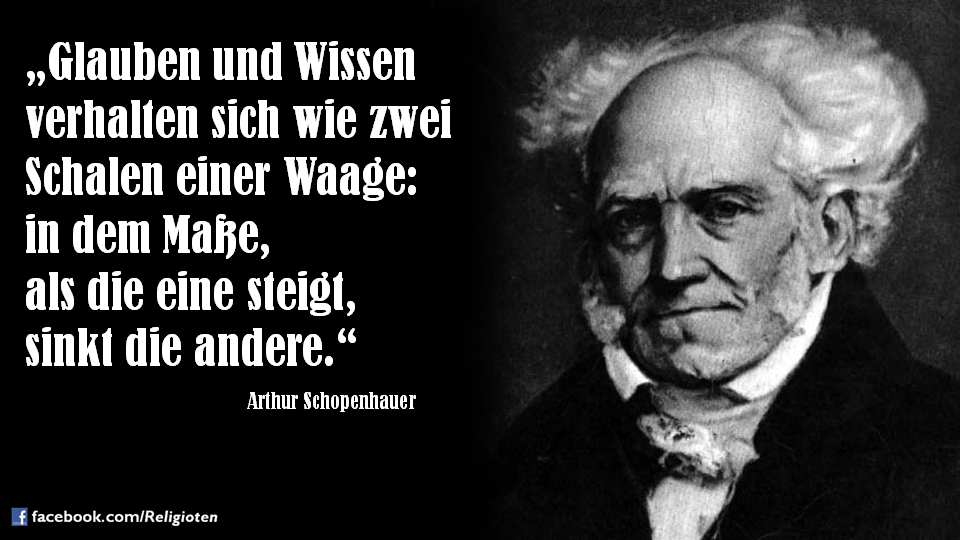 „Glauben und Wissen
verhalten sich wie zwei
Schalen einer Waage:
in dem Maße,
als die eine steigt,
sinkt die andere.“
Arthur Schopenhauer
facebook.com/Religioten